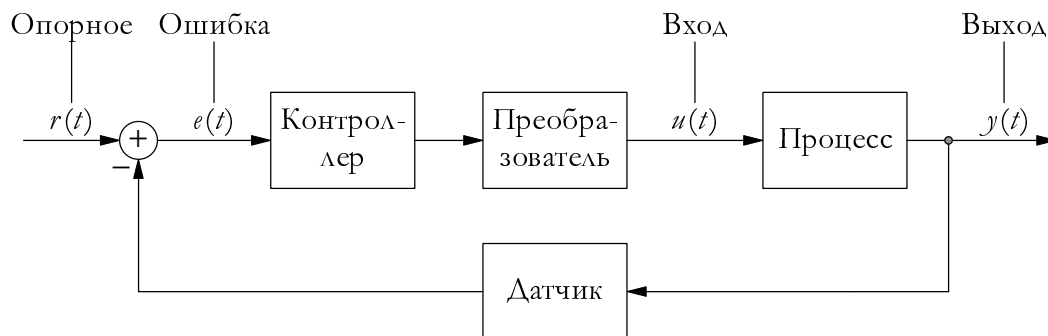 Опорное
Ошибка
Вход
Выход
r(t)
+
−
e(t)
Контрол-
лер
Преобра-
зователь
u(t)
Процесс
y(t)
Датчик